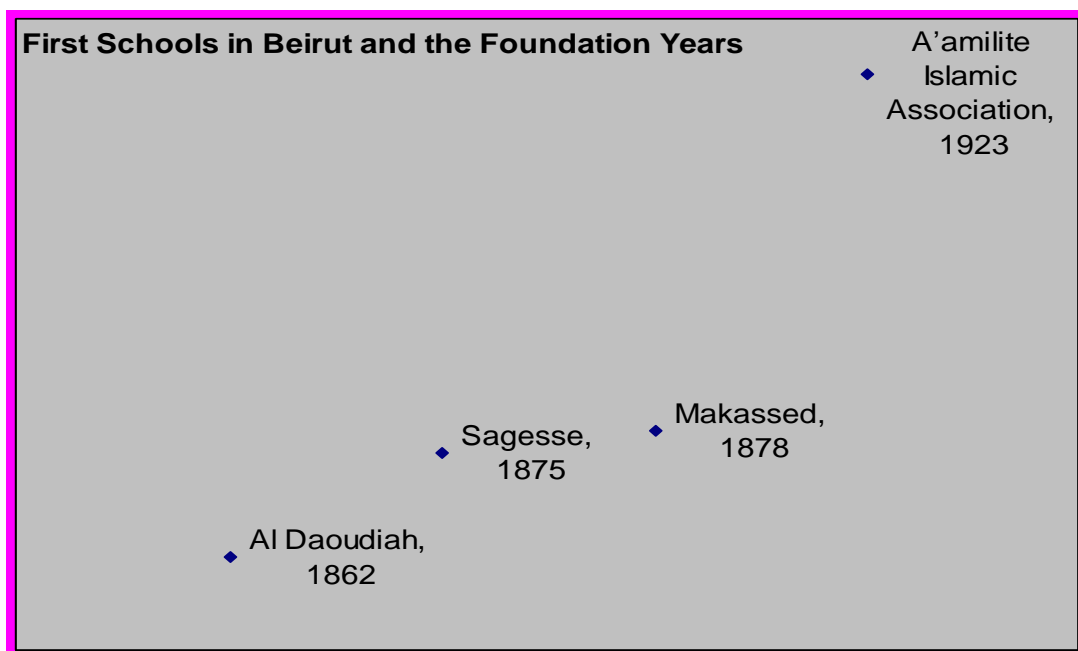 First Schools in Beirut and the Foundation Years
A’amilite
Islamic
Association,
1923
Makassed,
1878
Sagesse,
1875
Al Daoudiah,
1862